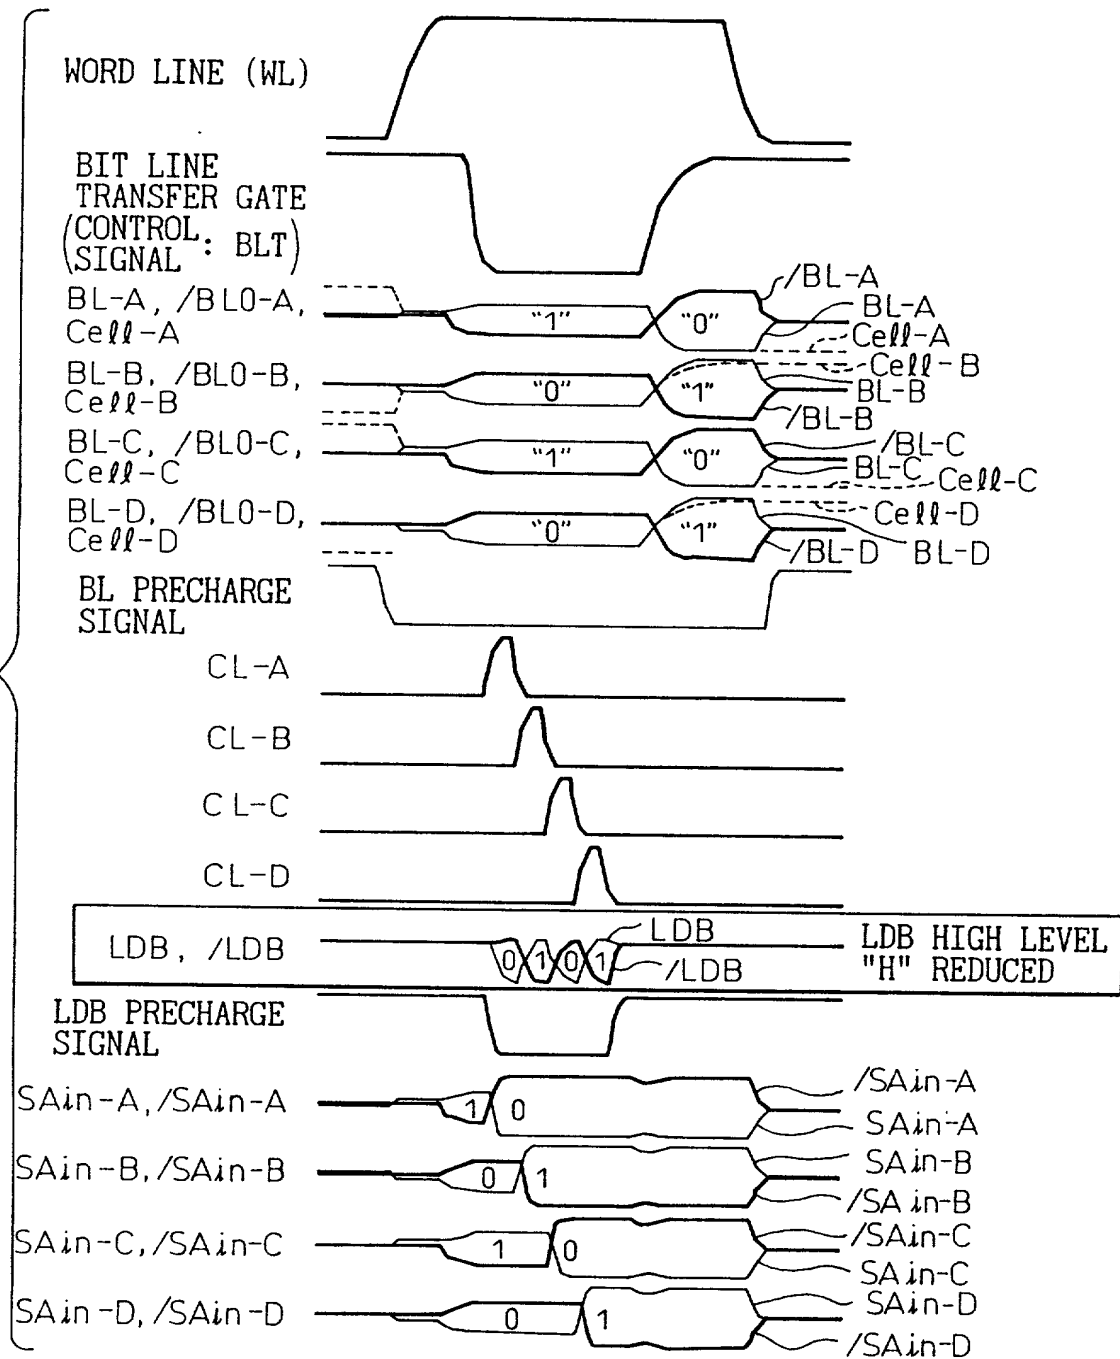 WORD LINE (WL)
BIT LINE
TRANSFER GATE
(CONTROL
SIGNAL : BLT)
BL-A, /BL0-A,
Cell-A
"1"
"0"
/BL-A
BL-A
Cell-A
BL-B, /BL0-B,
Cell-B
"0"
"1"
Cell-B
BL-B
/BL-B
BL-C, /BL0-C,
Cell-C
"1"
"0"
/BL-C
BL-C
Cell-C
BL-D, /BL0-D,
Cell-D
"0"
"1"
Cell-D
/BL-D
BL-D
BL PRECHARGE
SIGNAL
CL-A
CL-B
CL-C
CL-D
LDB, /LDB
0 1 0 1
LDB
/LDB
LDB HIGH LEVEL
"H" REDUCED
LDB PRECHARGE
SIGNAL
SAin-A, /SAin-A
1 0
/SAin-A
SAin-A
SAin-B, /SAin-B
0 1
SAin-B
/SAin-B
SAin-C, /SAin-C
1 0
/SAin-C
SAin-C
SAin-D, /SAin-D
0 1
SAin-D
/SAin-D